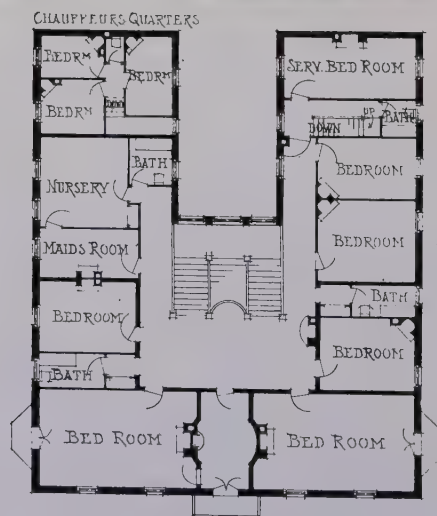 CHAUFFEURS QUARTERS
BEDRM
BEDRM
BEDRM
SERV. BED ROOM
UP
BATH
DOWN
BATH
BEDROOM
NURSERY
BEDROOM
MAIDS ROOM
BATH
BEDROOM
BEDROOM
BATH
BED ROOM
BED ROOM